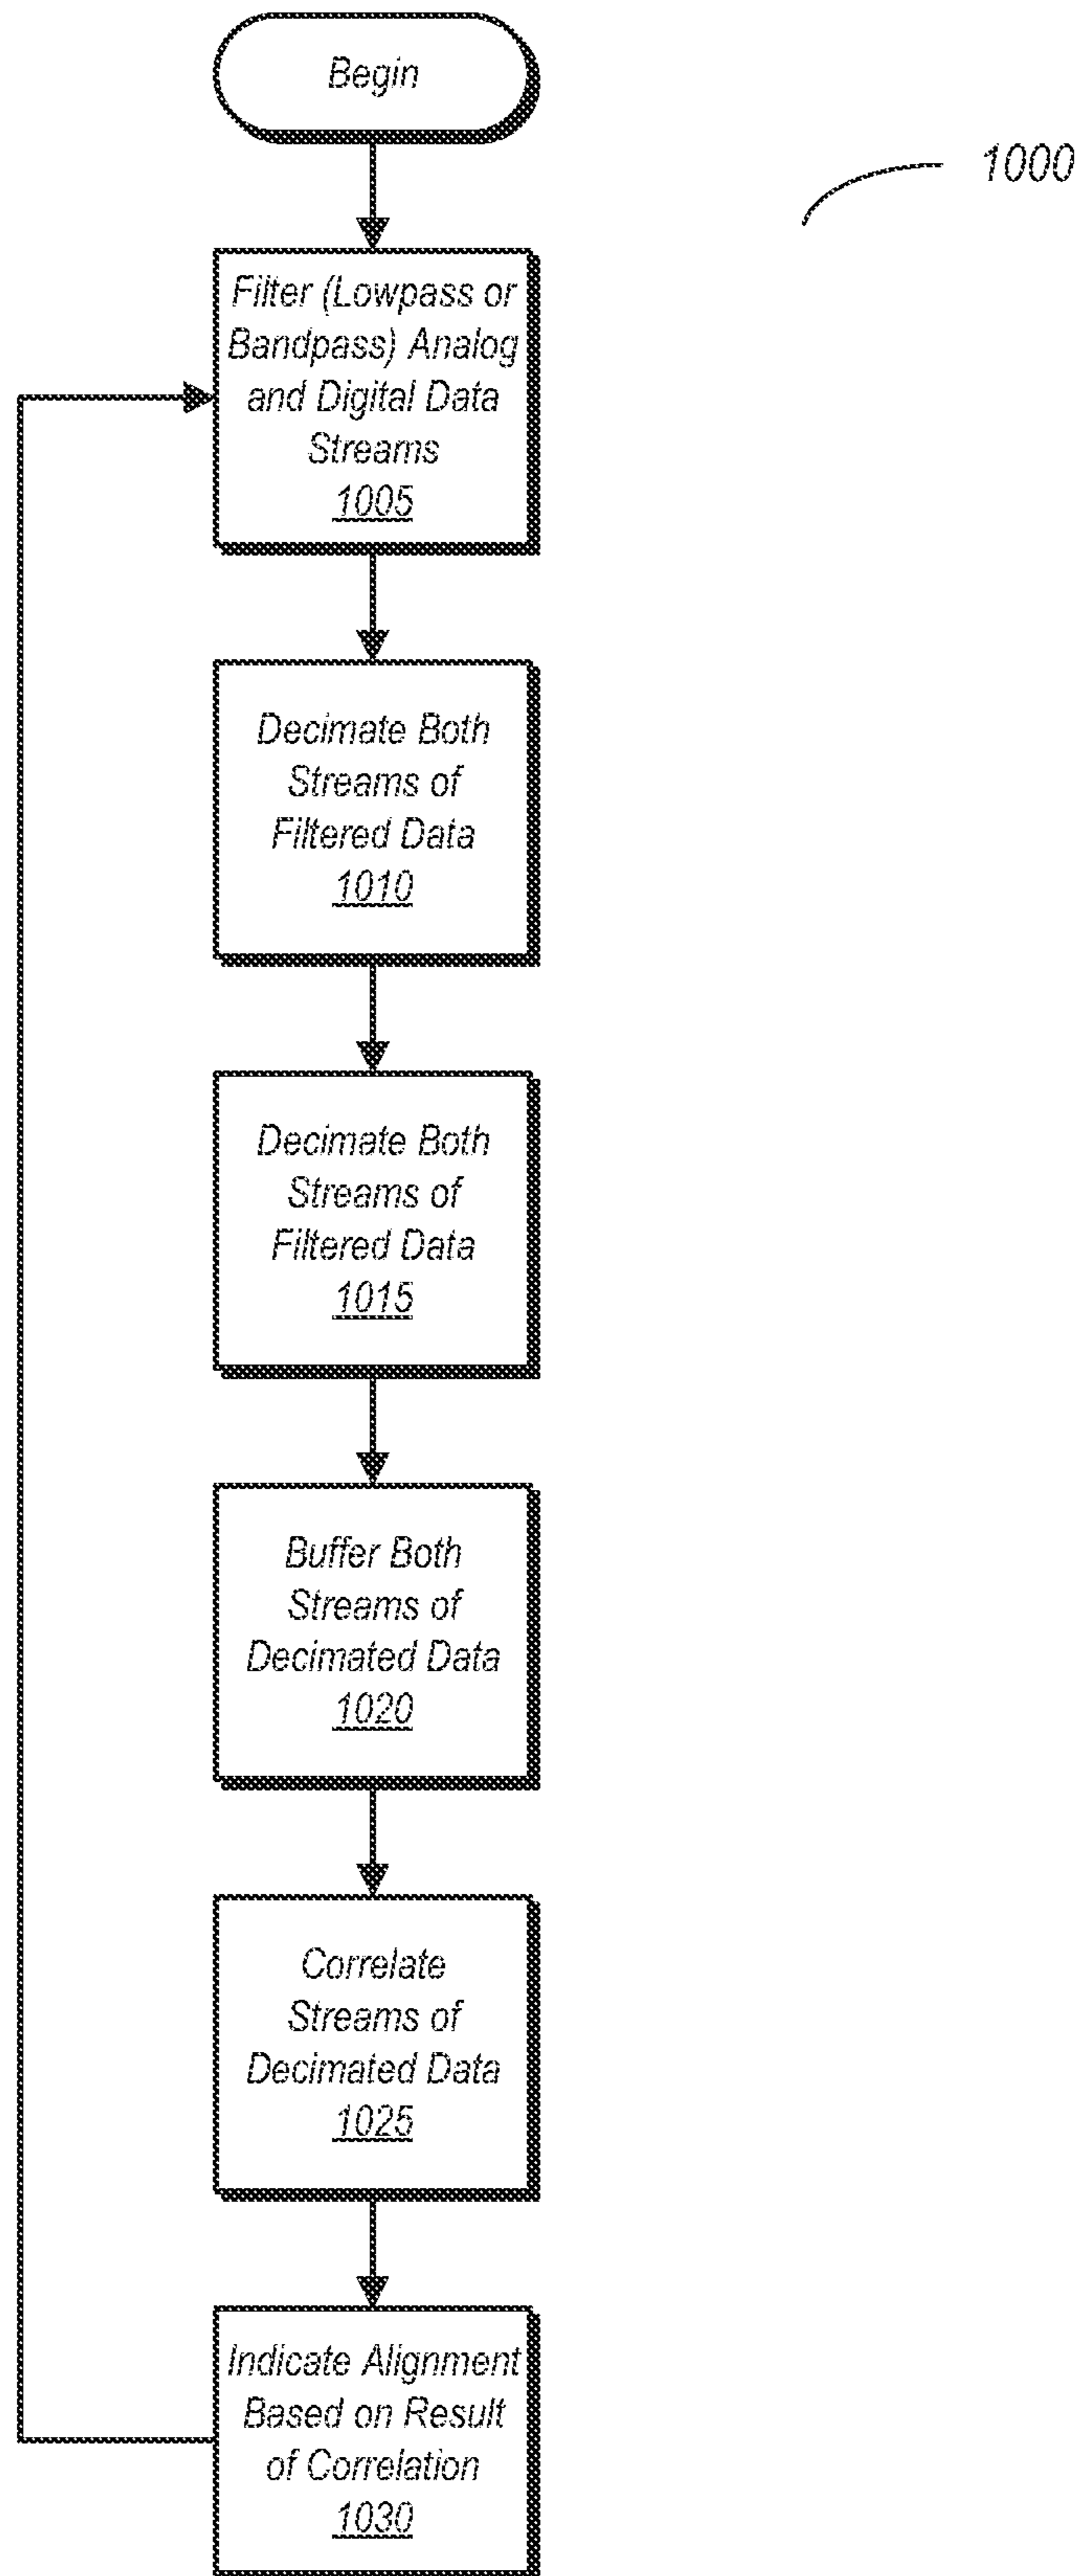 Begin
1000
Filter (Lowpass or
Bandpass) Analog
and Digital Data
Streams
1005
Decimate Both
Streams of
Filtered Data
1010
Decimate Both
Streams of
Filtered Data
1015
Buffer Both
Streams of
Decimated Data
1020
Correlate
Streams of
Decimated Data
1025
Indicate Alignment
Based on Result
of Correlation
1030